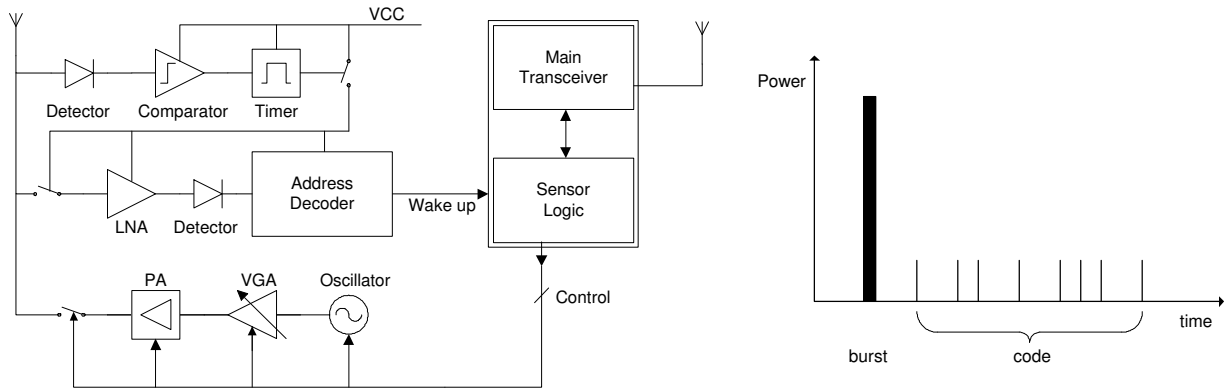 VCC
Detector
Comparator
Timer
Main
Transceiver
LNA
Detector
Address
Decoder
Wake up
Sensor
Logic
PA
VGA
Oscillator
Control
Power
time
burst
code